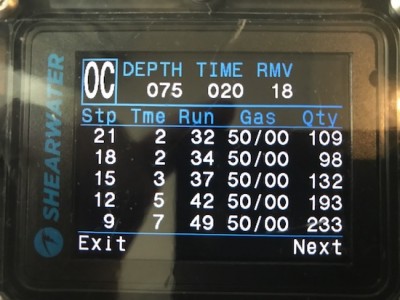 SHEARWATER
OC DEPTH TIME RMV
075 020 18
Stp Tme Run Gas Qty
21 2 32 50/00 109
18 2 34 50/00 98
15 3 37 50/00 132
12 5 42 50/00 193
9 7 49 50/00 233
Exit Next